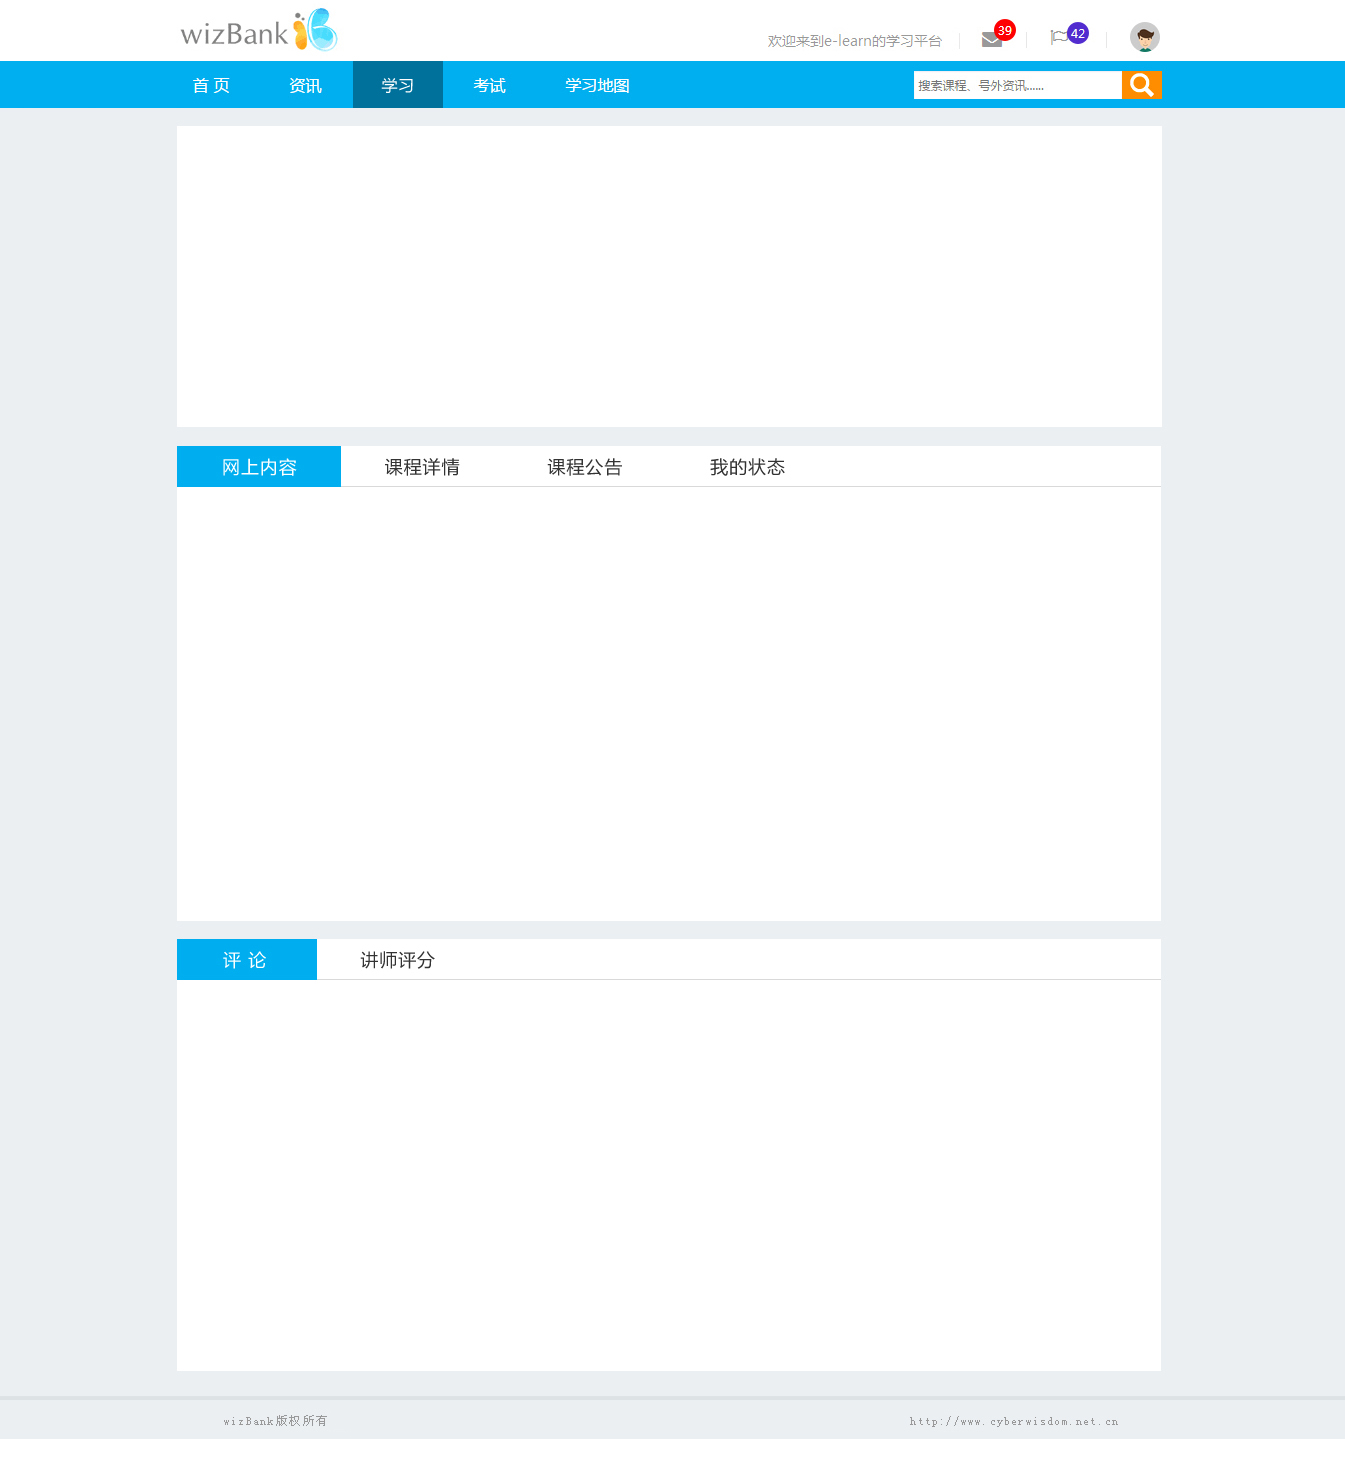 wizBank
欢迎来到e-learn的学习平台
39
42
首 页 资讯 学习 考试 学习地图
搜索课程、号外资讯......
网上内容 课程详情 课程公告 我的状态
评 论 讲师评分
wizBank版权所有 http://www.cyberwisdom.net.cn